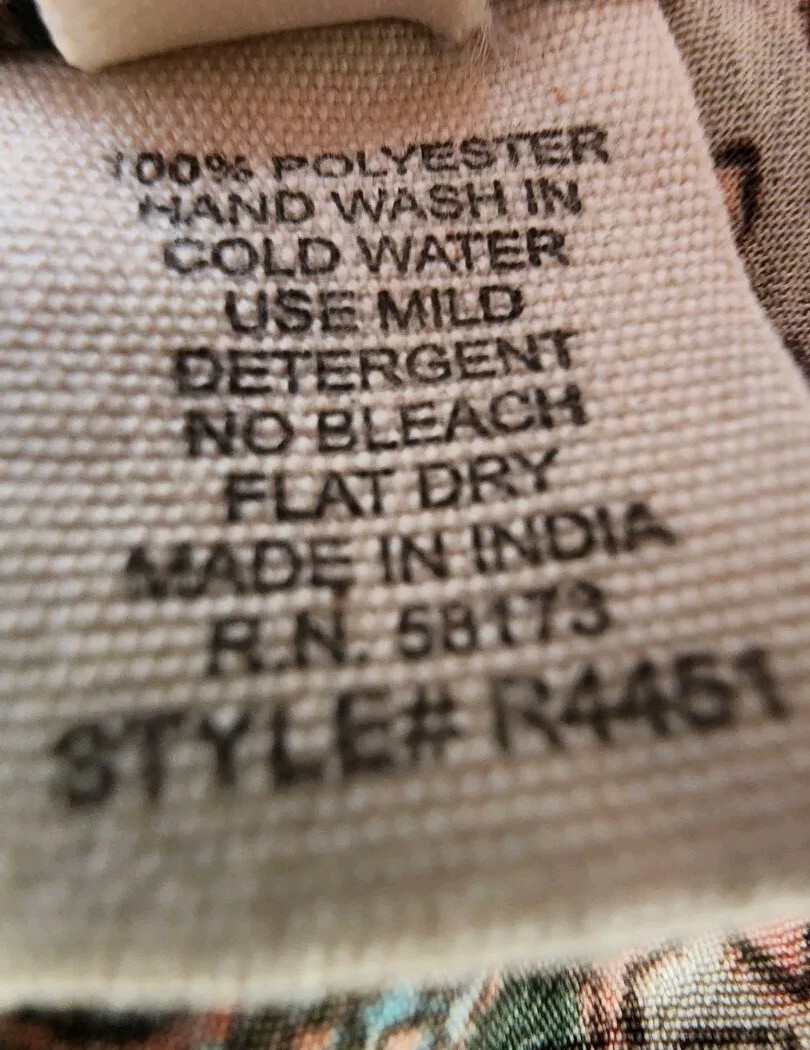 100% POLYESTER
HAND WASH IN
COLD WATER
USE MILD
DETERGENT
NO BLEACH
FLAT DRY
MADE IN INDIA
R.N. 58173
STYLE# R4451